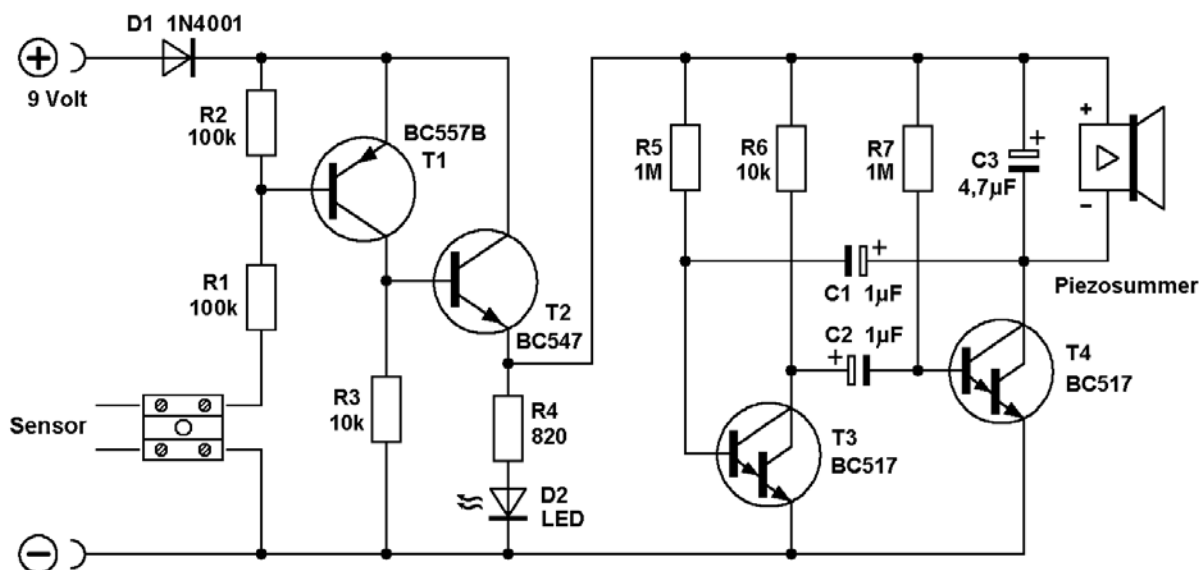 D1 1N4001
+
9 Volt
R2
100k
BC557B
T1
R1
100k
T2
BC547
R3
10k
R4
820
Sensor
D2
LED
−
R5
1M
R6
10k
R7
1M
C3
4,7µF
+
+
−
Piezosummer
C1 1µF
+
C2 1µF
+
T4
BC517
T3
BC517